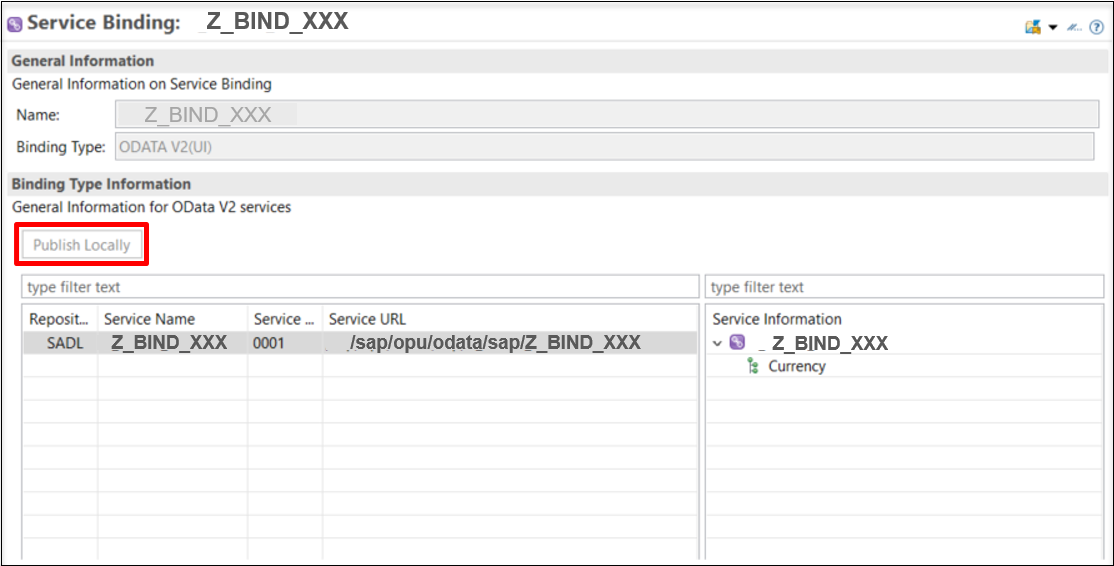 Service Binding: Z_BIND_XXX
General Information
General Information on Service Binding
Name: Z_BIND_XXX
Binding Type: ODATA V2(UI)
Binding Type Information
General Information for OData V2 services
Publish Locally
type filter text type filter text
Reposit... Service Name Service ... Service URL Service Information
SADL Z_BIND_XXX 0001 /sap/opu/odata/sap/Z_BIND_XXX Z_BIND_XXX
Currency